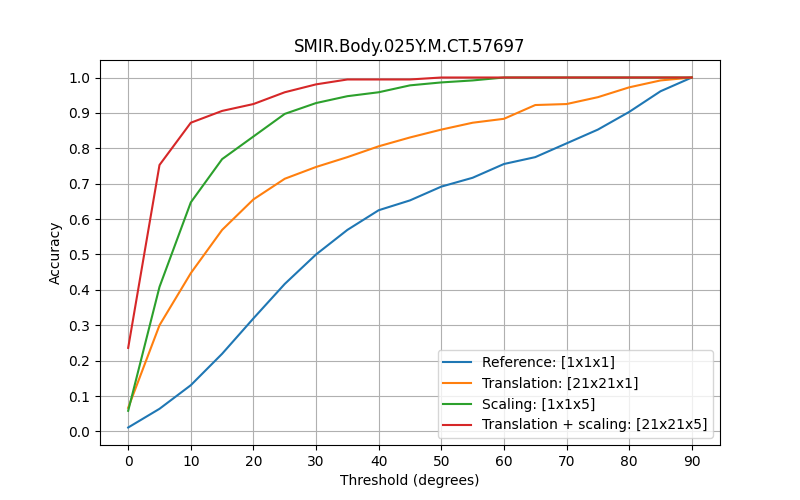 SMIR.Body.025Y.M.CT.57697
Accuracy
1.0
0.9
0.8
0.7
0.6
0.5
0.4
0.3
0.2
0.1
0.0
Reference: [1x1x1]
Translation: [21x21x1]
Scaling: [1x1x5]
Translation + scaling: [21x21x5]
0 10 20 30 40 50 60 70 80 90
Threshold (degrees)